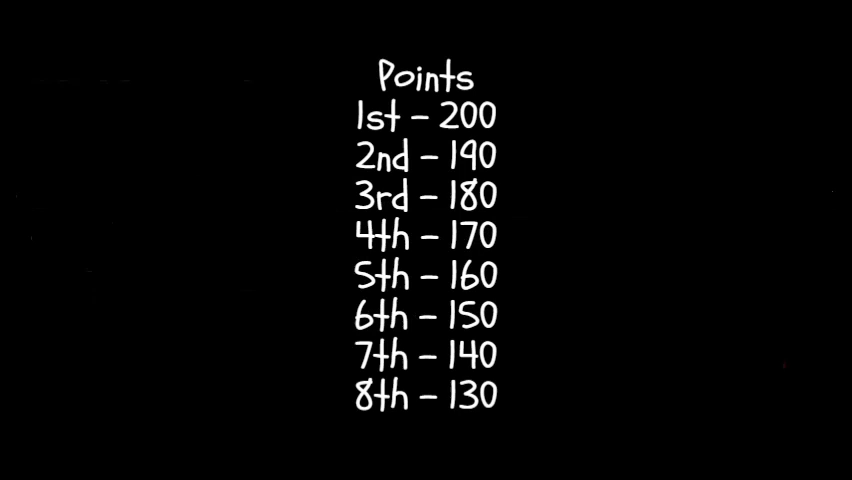 Points
1st - 200
2nd - 190
3rd - 180
4th - 170
5th - 160
6th - 150
7th - 140
8th - 130